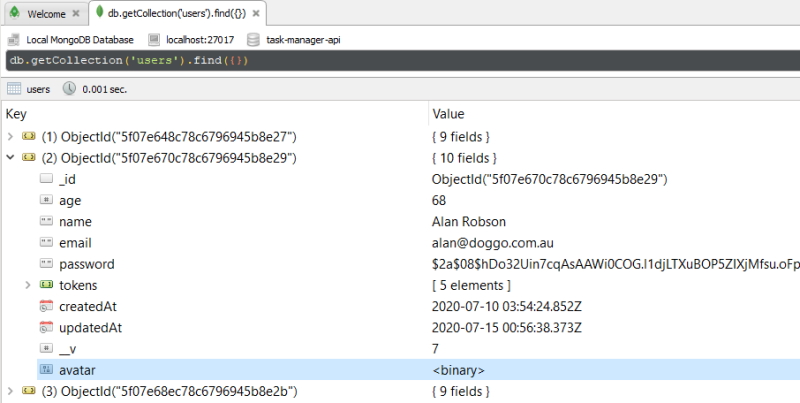 Welcome
db.getCollection('users').find({})
Local MongoDB Database localhost:27017 task-manager-api
db.getCollection('users').find({})
users 0.001 sec.
Key Value
(1) ObjectId("5f07e648c78c6796945b8e27") { 9 fields }
(2) ObjectId("5f07e670c78c6796945b8e29") { 10 fields }
_id ObjectId("5f07e670c78c6796945b8e29")
age 68
name Alan Robson
email alan@doggo.com.au
password $2a$08$hDo32Uin7cqAsAAWi0COG.l1djLTXuBOP5ZIXjMfsu.oFp
tokens [ 5 elements ]
createdAt 2020-07-10 03:54:24.852Z
updatedAt 2020-07-15 00:56:38.373Z
__v 7
avatar <binary>
(3) ObjectId("5f07e68ec78c6796945b8e2b") { 9 fields }